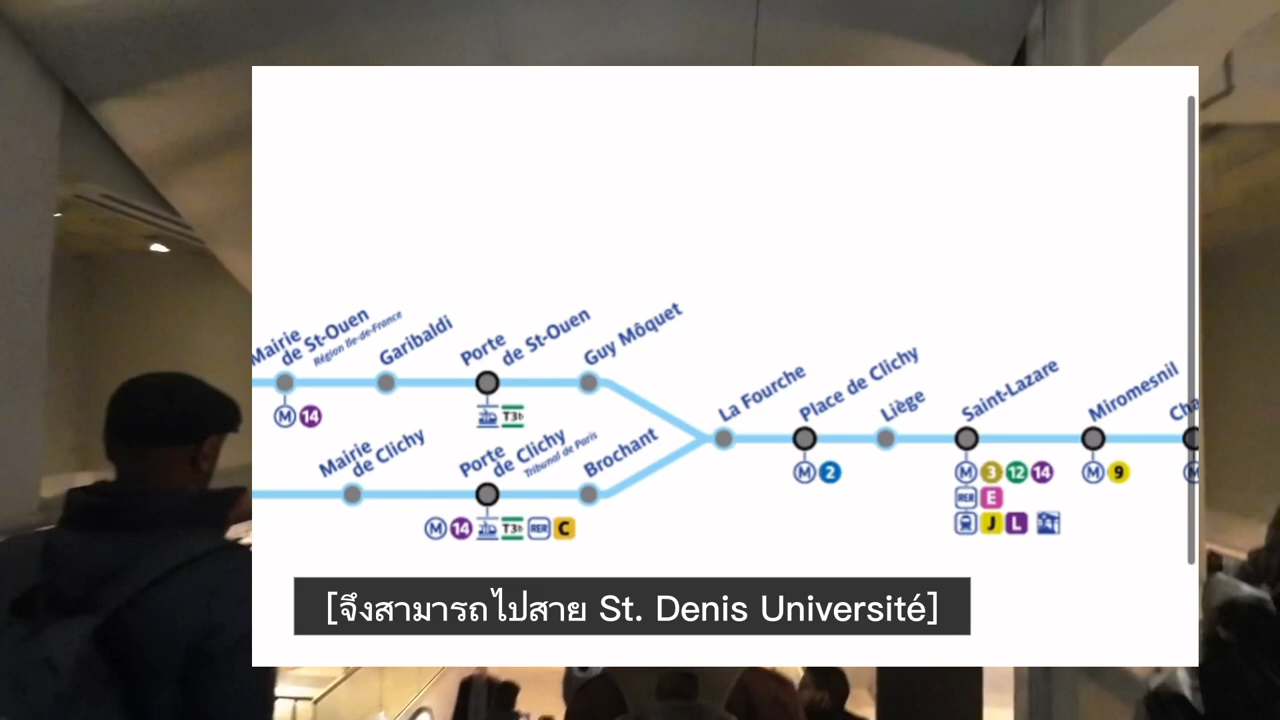 Mairie
de St-Ouen
Région Ile-de-France
Garibaldi
Porte
de St-Ouen
Guy Môquet
M 14
T3b
Mairie
de Clichy
Porte
de Clichy
Tribunal de Paris
Brochant
M 14 T3b RER C
La Fourche
Place de Clichy
Liège
Saint-Lazare
Miromesnil
M 2
M 3 12 14
RER E
J L
M 9
M
[จึงสามารถไปสาย St. Denis Université]